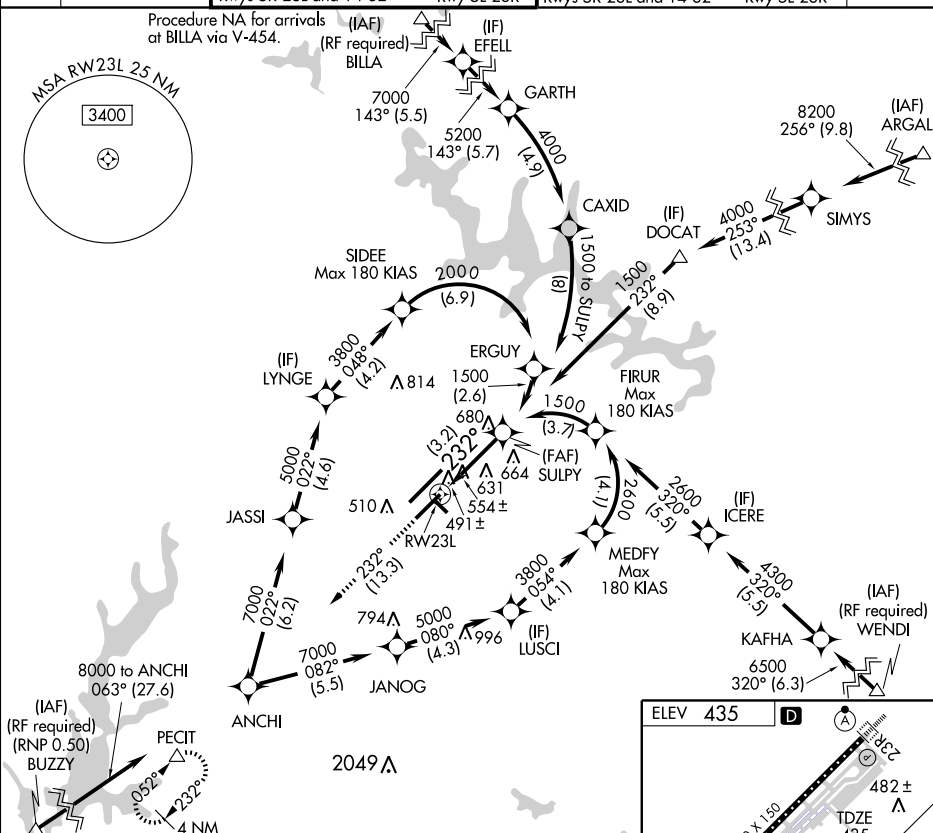 Procedure NA for arrivals
at BILLA via V-454.
MSA RW23L 25 NM
3400
(IAF)
(RF required)
BILLA
(IF)
EFELL
7000
143° (5.5)
GARTH
5200
143° (5.7)
4000
(4.9)
8200
256° (9.8)
(IAF)
ARGAL
CAXID
(IF)
DOCAT
4000
253°
(13.4)
SIMYS
SIDEE
Max 180 KIAS
2000
(6.9)
1500 to SULPY
(8)
1500
232°
(8.9)
(IF)
LYNGE
3800
048°
(4.2)
814
ERGUY
1500
(2.6)
FIRUR
Max
180 KIAS
1500
(3.7)
680
(3.2)
232°
(FAF)
SULPY
664
631
554±
491±
510
RW23L
5000
022°
(4.6)
JASSI
2600
(4.1)
2600
320°
(5.5)
(IF)
ICERE
232°
(13.3)
MEDFY
Max
180 KIAS
3800
054°
(4.1)
4300
320°
(5.5)
7000
022°
(6.2)
794
5000
080°
(4.3)
996
(IF)
LUSCI
(IAF)
(RF required)
WENDI
KAFHA
7000
082°
(5.5)
JANOG
6500
320° (6.3)
ANCHI
8000 to ANCHI
063° (27.6)
(IAF)
(RF required)
(RNP 0.50)
BUZZY
PECIT
052°
232°
4 NM
2049
ELEV 435
D
A
23R
P
482±
X 150
TDZE